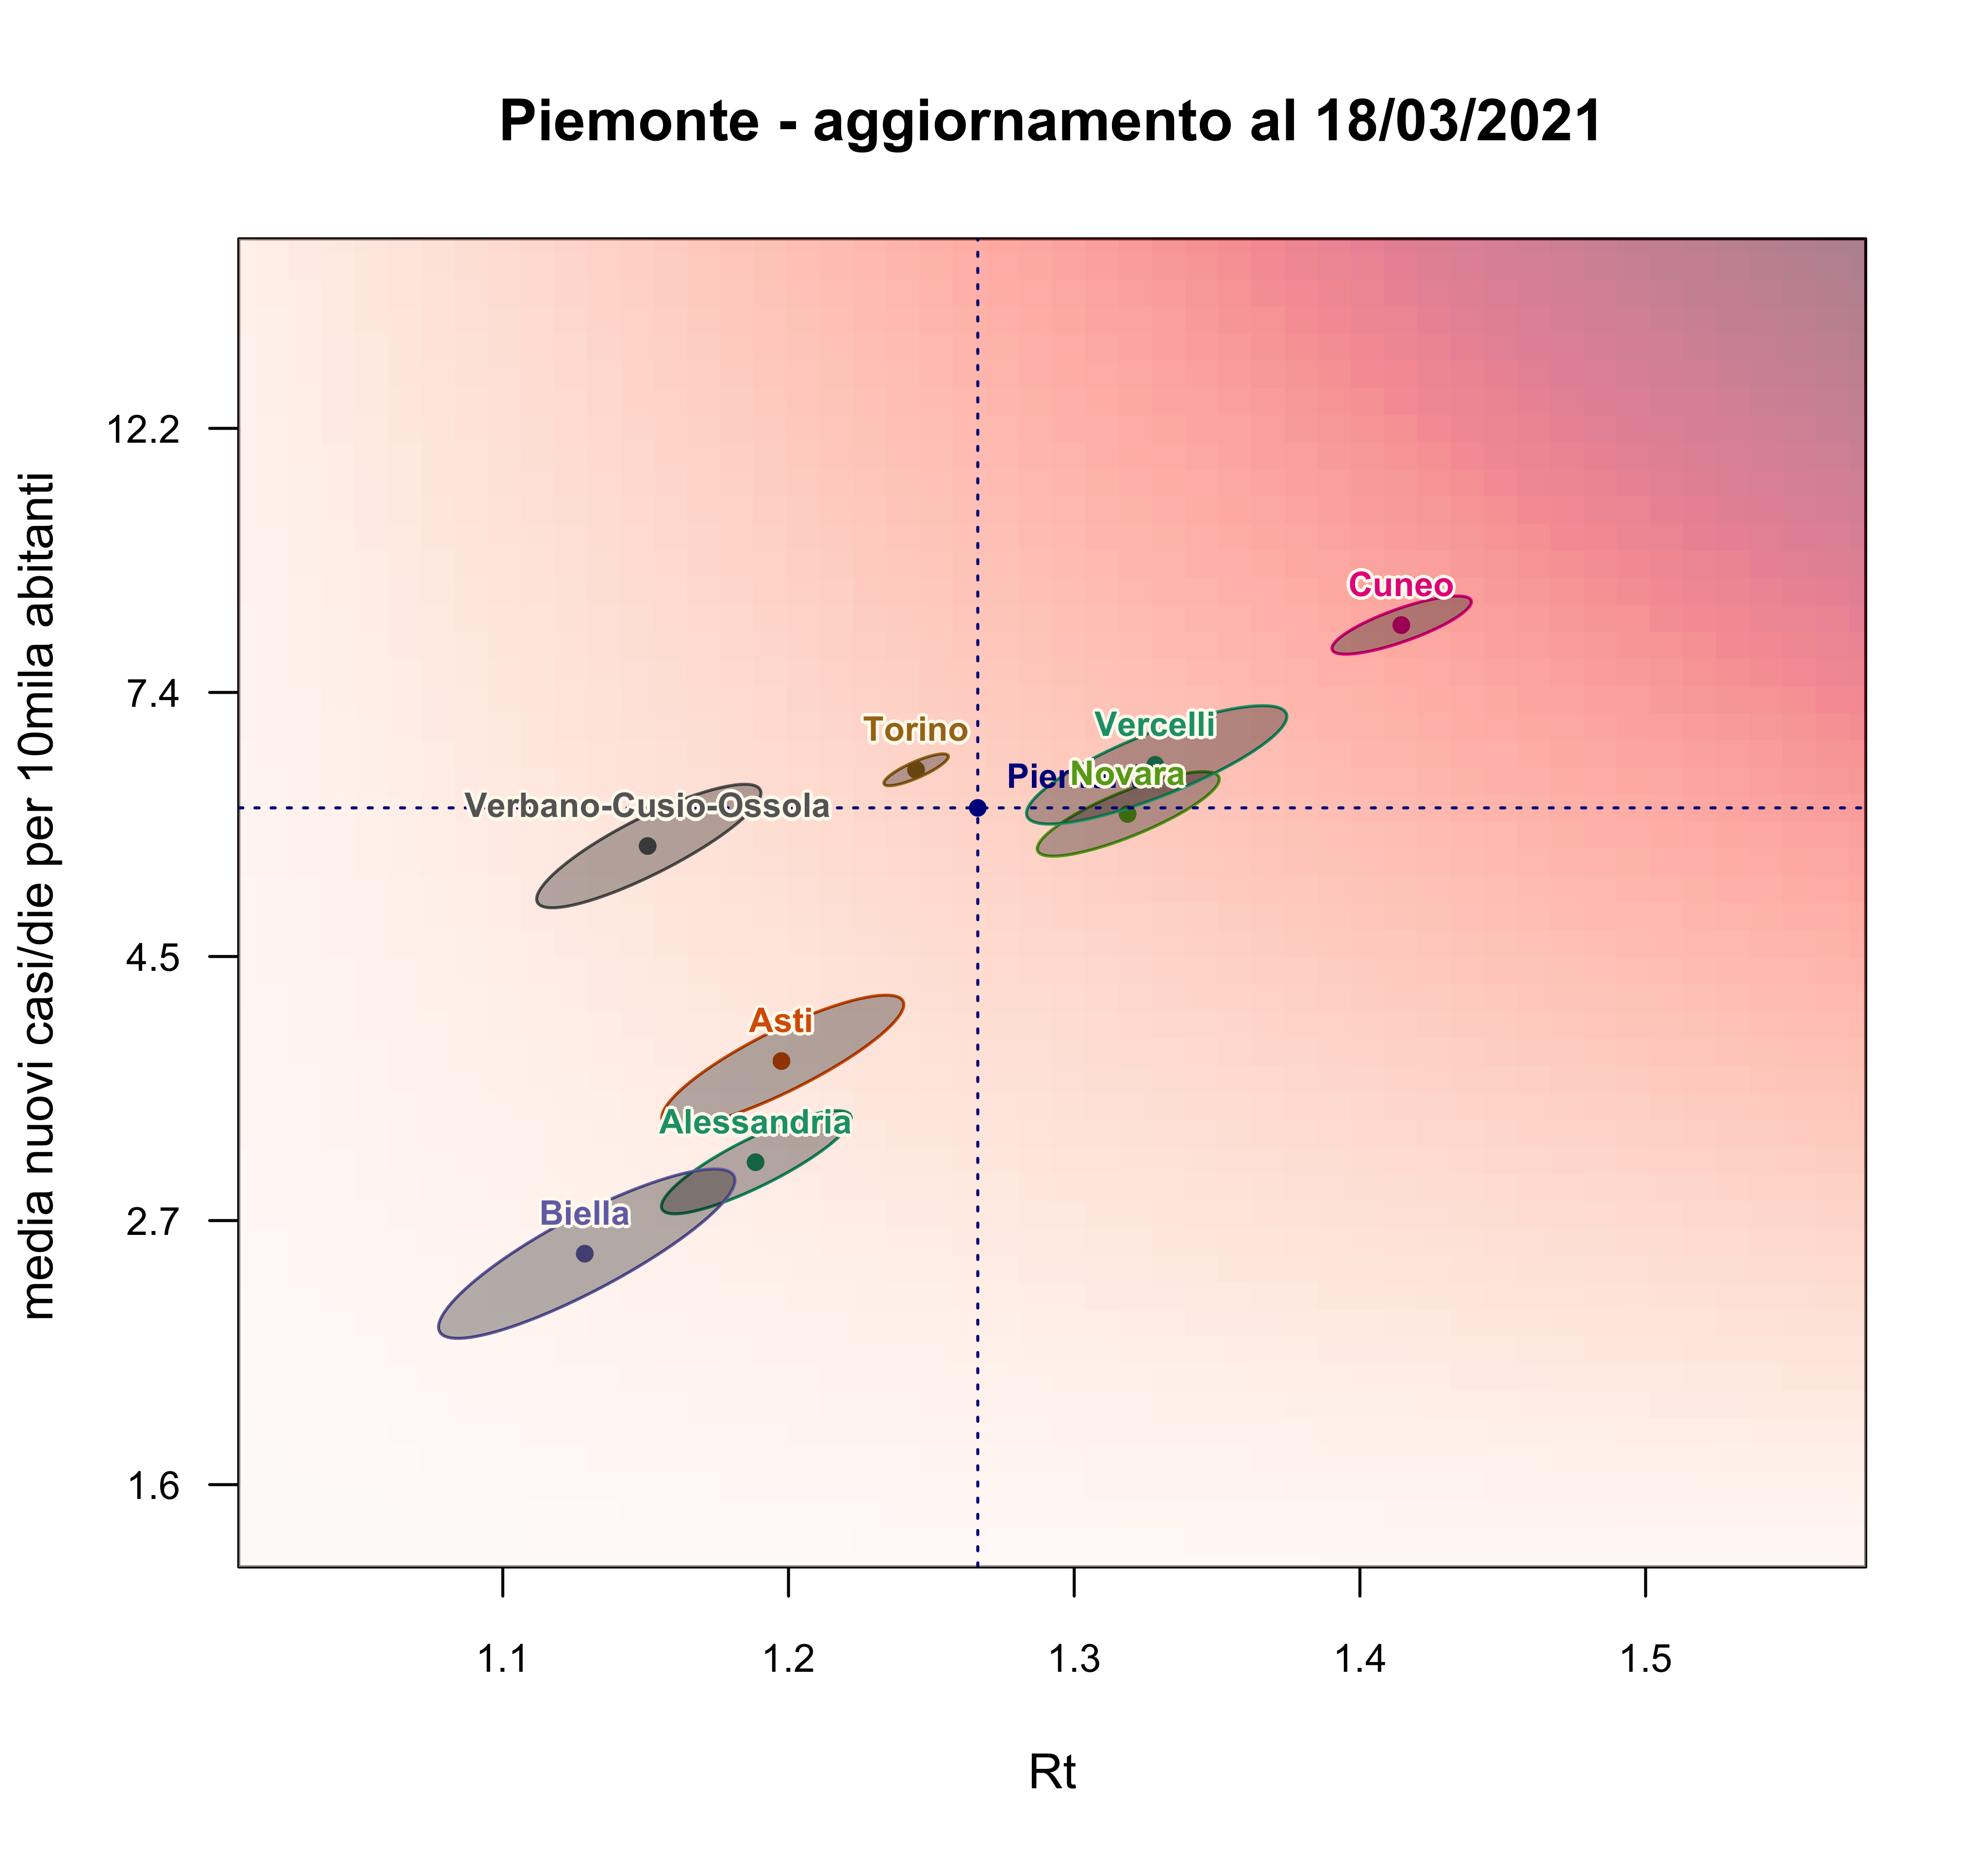 Piemonte - aggiornamento al 18/03/2021
media nuovi casi/die per 10mila abitanti
12.2
7.4
4.5
2.7
1.6
Cuneo
Vercelli
Torino
Novara
Verbano-Cusio-Ossola
Asti
Alessandria
Biella
1.1
1.2
1.3
1.4
1.5
Rt